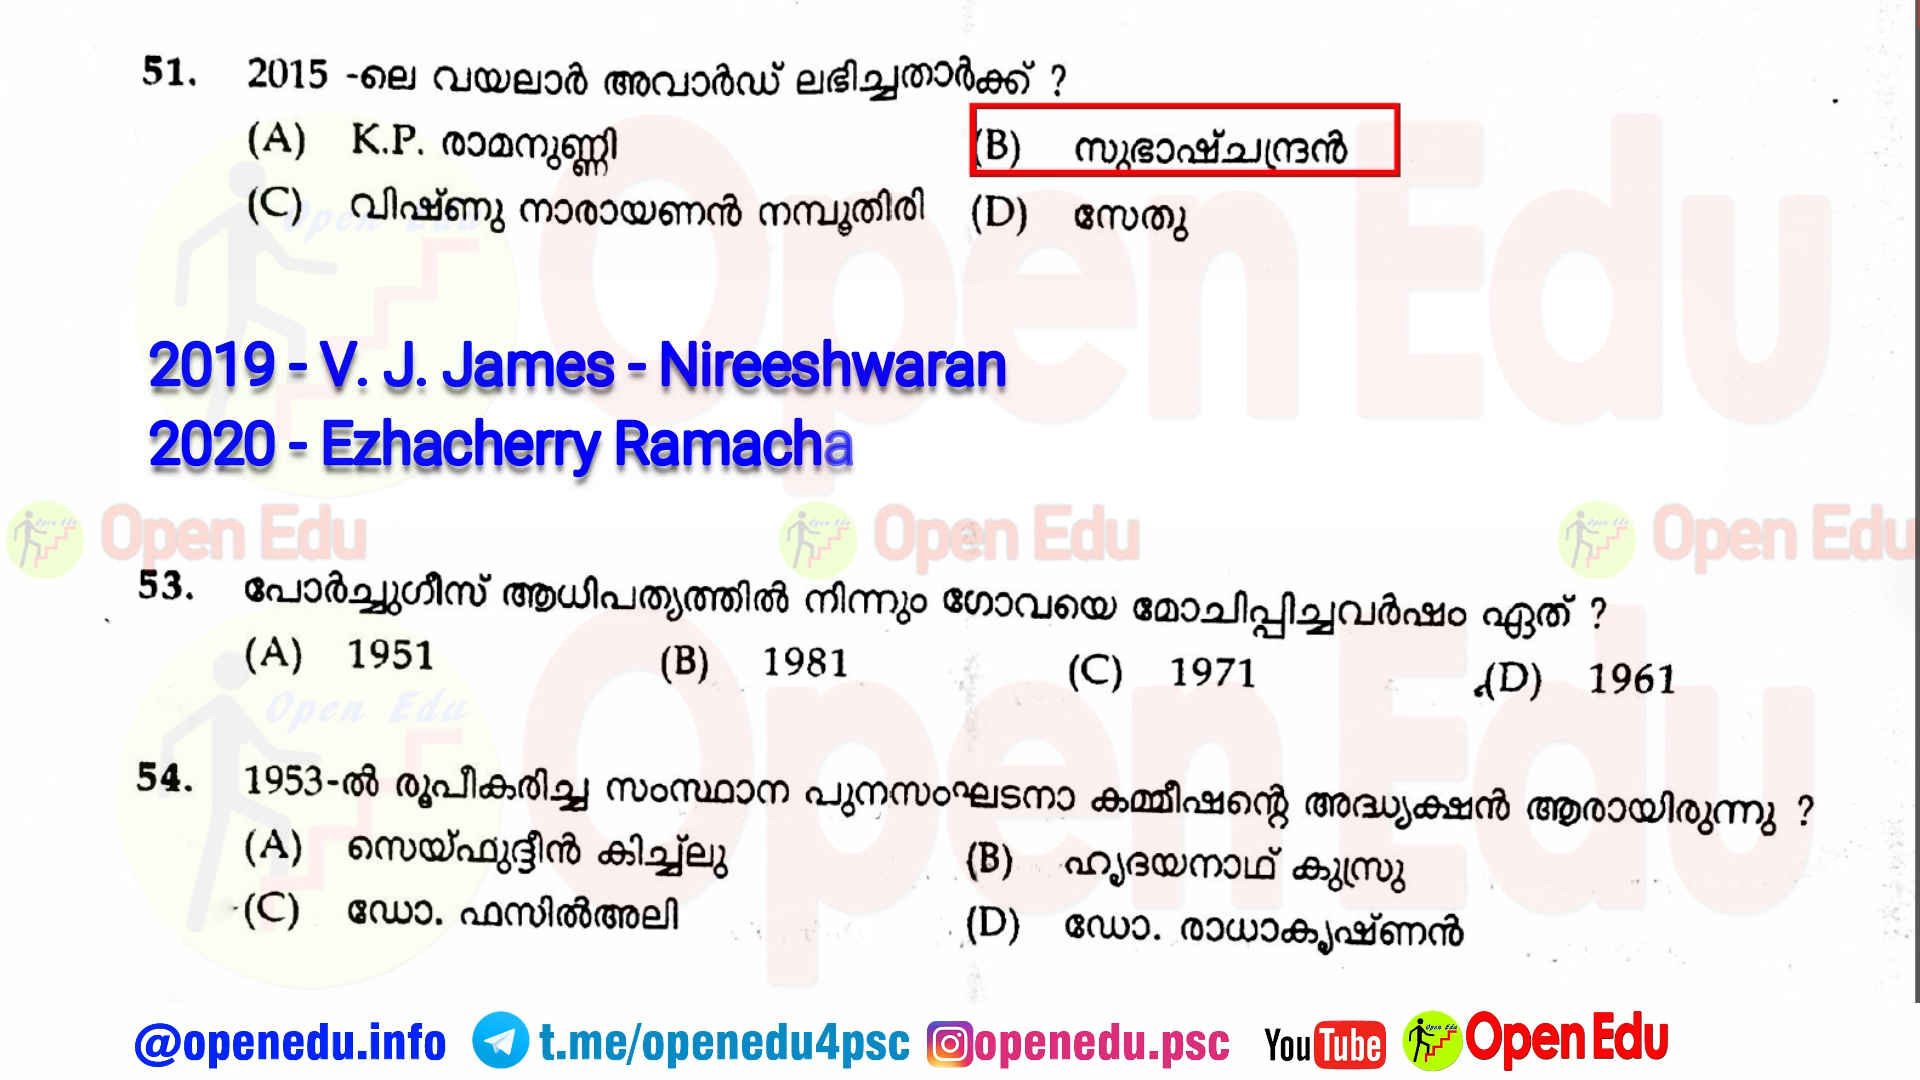 51. 2015 -ലെ വയലാർ അവാർഡ് ലഭിച്ചതാർക്ക് ?
(A) K.P. രാമനുണ്ണി (B) സുഭാഷ്ചന്ദ്രൻ
(C) വിഷ്ണു നാരായണൻ നമ്പൂതിരി (D) സേതു
2019 - V. J. James - Nireeshwaran
2020 - Ezhacherry Ramacha
Open Edu Open Edu Open Edu
53. പോർച്ചുഗീസ് ആധിപത്യത്തിൽ നിന്നും ഗോവയെ മോചിപ്പിച്ചവർഷം ഏത് ?
(A) 1951 (B) 1981 (C) 1971 (D) 1961
Open Edu
54. 1953-ൽ രൂപീകരിച്ച സംസ്ഥാന പുനസംഘടനാ കമ്മീഷന്റെ അദ്ധ്യക്ഷൻ ആരായിരുന്നു ?
(A) സെയ്ഫുദ്ദീൻ കിച്ച്ലു (B) ഹൃദയനാഥ് കുസ്രു
(C) ഡോ. ഫസിൽഅലി (D) ഡോ. രാധാകൃഷ്ണൻ
@openedu.info t.me/openedu4psc openedu.psc YouTube Open Edu